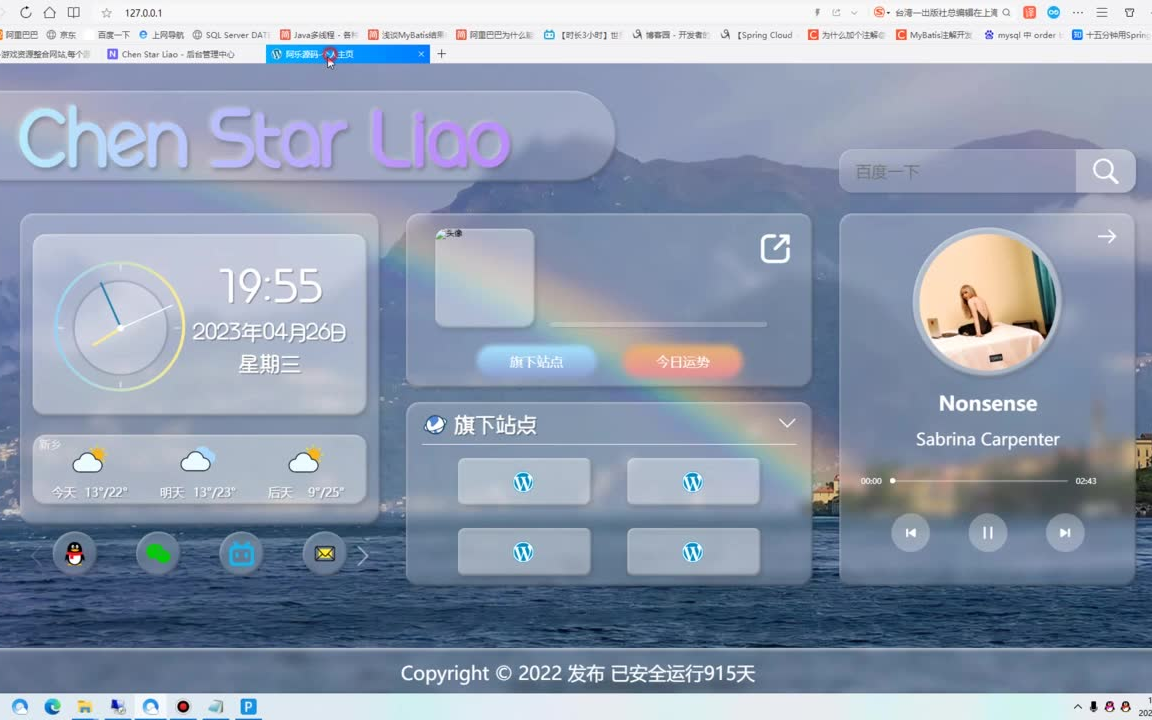 127.0.0.1
台湾一出版社总编辑在上海
阿里巴巴
百度一下
上网导航
SQL Server DAT
Java多线程 - 各种
浅谈MyBatis结果
阿里巴巴为什么能
【时长3小时】世
博客园 - 开发者的
【Spring Cloud
为什么加个注解
MyBatis注解开发
mysql 中 order
十五分钟用Spring
游戏资源整合网站,每个
Chen Star Liao - 后台管理中心
阿乐源码-
主页
Chen Star Liao
百度一下
19:55
2023年04月26日
星期三
新乡
今天 13°/22°
明天 13°/23°
后天 9°/25°
头像
旗下站点
今日运势
旗下站点
Nonsense
Sabrina Carpenter
00:00
02:43
Copyright © 2022 发布 已安全运行915天